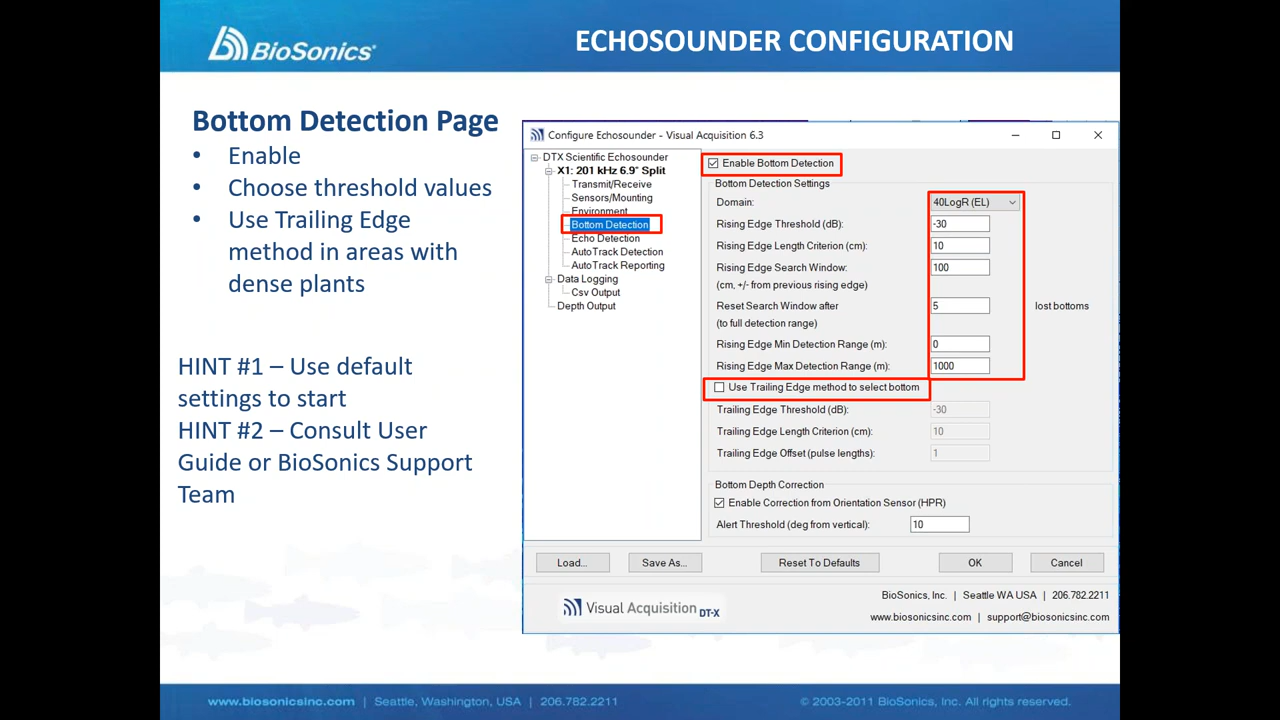 BioSonics
ECHOSOUNDER CONFIGURATION
Bottom Detection Page
• Enable
• Choose threshold values
• Use Trailing Edge
method in areas with
dense plants
HINT #1 – Use default
settings to start
HINT #2 – Consult User
Guide or BioSonics Support
Team
Configure Echosounder - Visual Acquisition 6.3
DTX Scientific Echosounder
X1: 201 kHz 6.9° Split
Transmit/Receive
Sensors/Mounting
Environment
Bottom Detection
Echo Detection
AutoTrack Detection
AutoTrack Reporting
Data Logging
Csv Output
Depth Output
Enable Bottom Detection
Bottom Detection Settings
Domain: 40LogR (EL)
Rising Edge Threshold (dB): -30
Rising Edge Length Criterion (cm): 10
Rising Edge Search Window: 100
(cm, +/- from previous rising edge)
Reset Search Window after 5 lost bottoms
(to full detection range)
Rising Edge Min Detection Range (m): 0
Rising Edge Max Detection Range (m): 1000
Use Trailing Edge method to select bottom
Trailing Edge Threshold (dB): -30
Trailing Edge Length Criterion (cm): 10
Trailing Edge Offset (pulse lengths): 1
Bottom Depth Correction
Enable Correction from Orientation Sensor (HPR)
Alert Threshold (deg from vertical): 10
Load... Save As... Reset To Defaults OK Cancel
Visual Acquisition DT-X
BioSonics, Inc. | Seattle WA USA | 206.782.2211
www.biosonicsinc.com | support@biosonicsinc.com
www.biosonicsinc.com | Seattle, Washington, USA | 206.782.2211
© 2003-2011 BioSonics, Inc. All rights reserved.